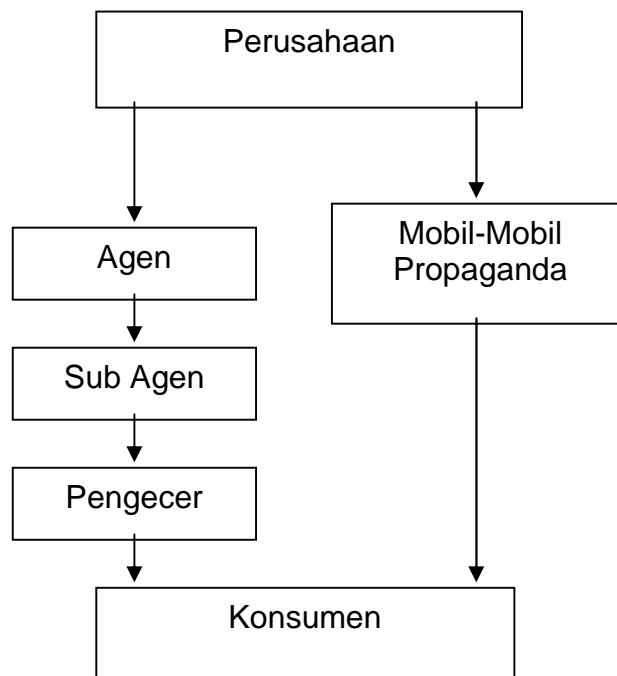 Perusahaan
Agen
Mobil-Mobil
Propaganda
Sub Agen
Pengecer
Konsumen